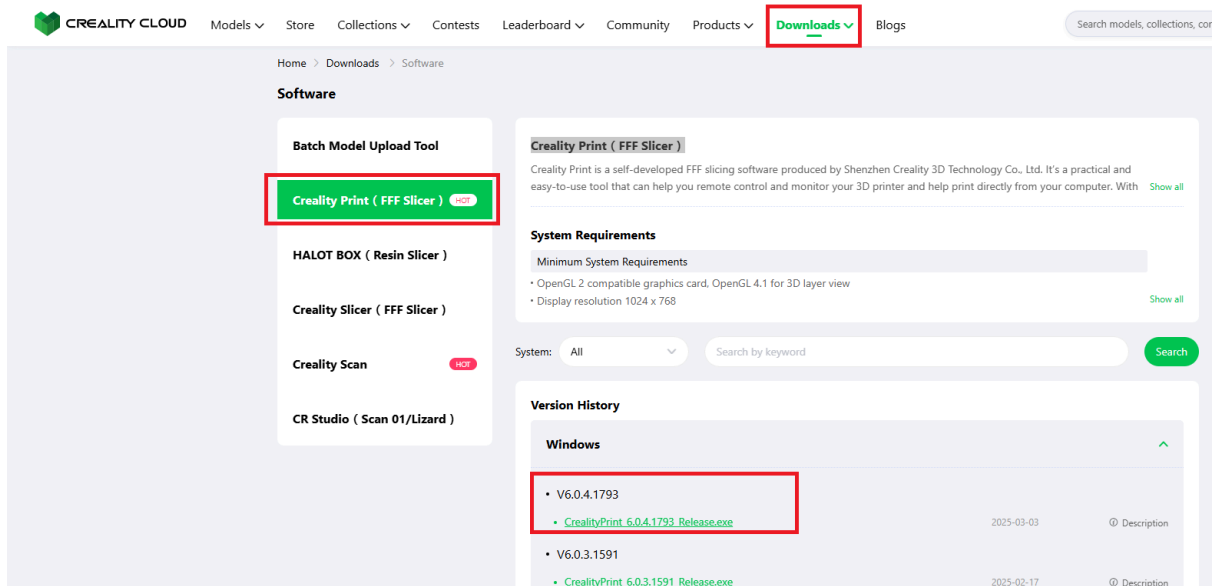 CREALITY CLOUD Models Store Collections Contests Leaderboard Community Products Downloads Blogs Search models, collections, cor
Home > Downloads > Software
Software
Batch Model Upload Tool
Creality Print ( FFF Slicer ) HOT
HALOT BOX ( Resin Slicer )
Creality Slicer ( FFF Slicer )
Creality Scan HOT
CR Studio ( Scan 01/Lizard )
Creality Print ( FFF Slicer )
Creality Print is a self-developed FFF slicing software produced by Shenzhen Creality 3D Technology Co., Ltd. It's a practical and
easy-to-use tool that can help you remote control and monitor your 3D printer and help print directly from your computer. With Show all
System Requirements
Minimum System Requirements
• OpenGL 2 compatible graphics card, OpenGL 4.1 for 3D layer view
• Display resolution 1024 x 768 Show all
System: All Search by keyword Search
Version History
Windows
• V6.0.4.1793
• CrealityPrint_6.0.4.1793_Release.exe 2025-03-03 Description
• V6.0.3.1591
• CrealityPrint_6.0.3.1591_Release.exe 2025-02-17 Description